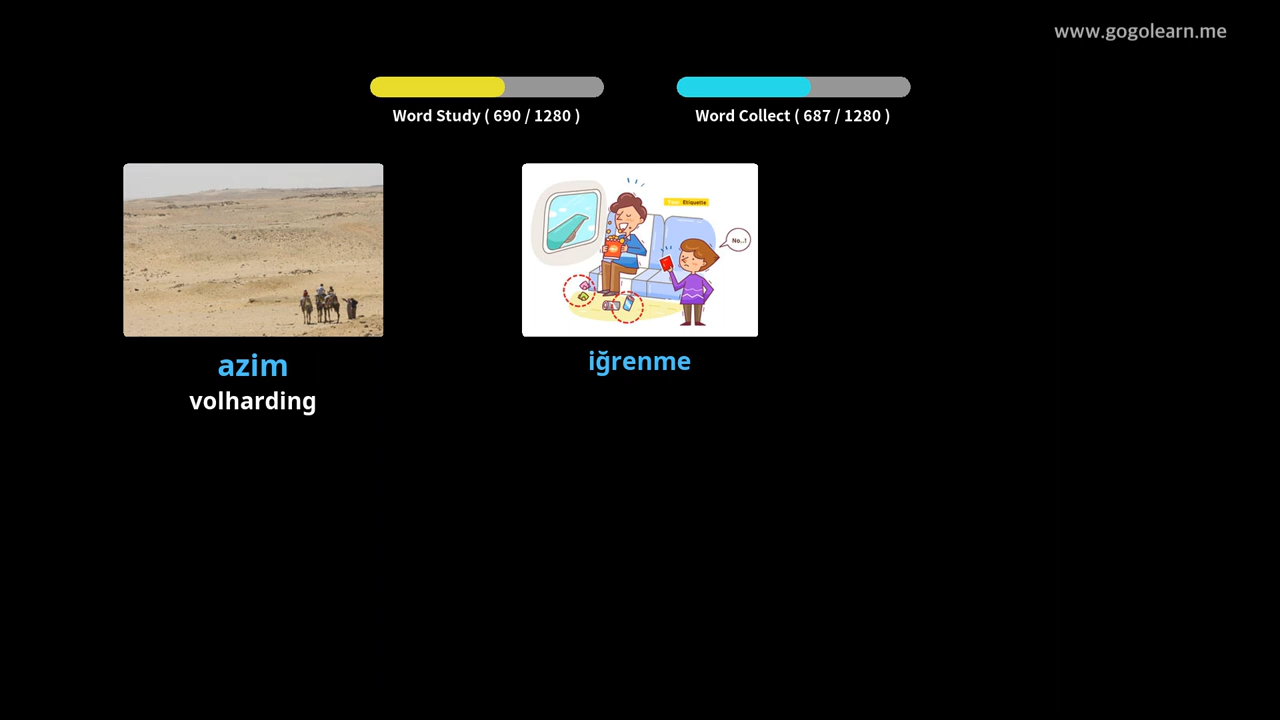 www.gogolearn.me
Word Study ( 690 / 1280 )
Word Collect ( 687 / 1280 )
Etiquette
No..!
azim
volharding
iğrenme